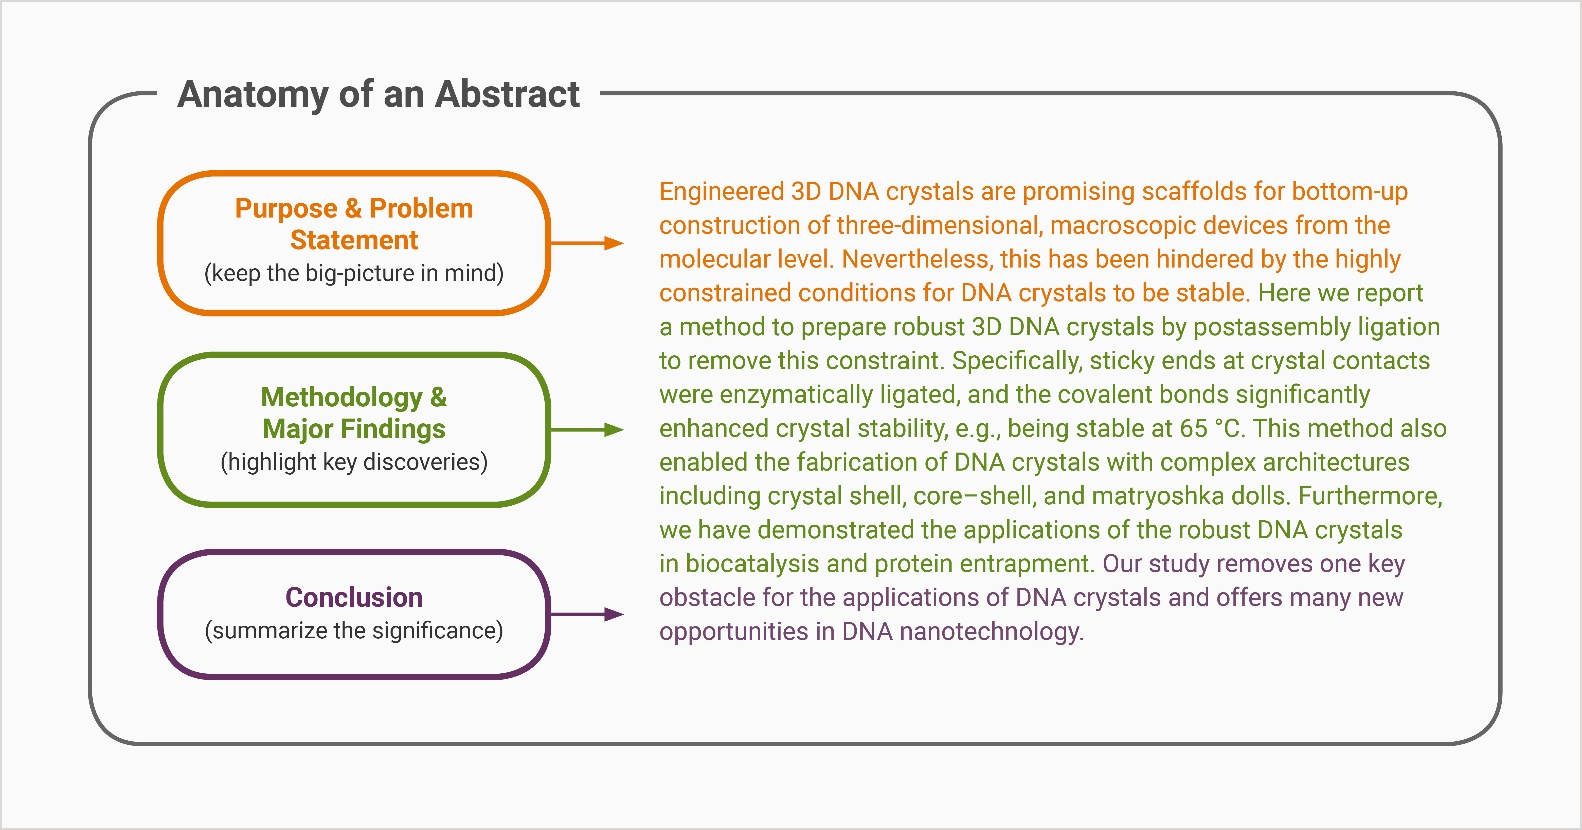 Anatomy of an Abstract
Purpose & Problem
Statement
(keep the big-picture in mind)
Methodology &
Major Findings
(highlight key discoveries)
Conclusion
(summarize the significance)
Engineered 3D DNA crystals are promising scaffolds for bottom-up
construction of three-dimensional, macroscopic devices from the
molecular level. Nevertheless, this has been hindered by the highly
constrained conditions for DNA crystals to be stable. Here we report
a method to prepare robust 3D DNA crystals by postassembly ligation
to remove this constraint. Specifically, sticky ends at crystal contacts
were enzymatically ligated, and the covalent bonds significantly
enhanced crystal stability, e.g., being stable at 65 °C. This method also
enabled the fabrication of DNA crystals with complex architectures
including crystal shell, core–shell, and matryoshka dolls. Furthermore,
we have demonstrated the applications of the robust DNA crystals
in biocatalysis and protein entrapment. Our study removes one key
obstacle for the applications of DNA crystals and offers many new
opportunities in DNA nanotechnology.